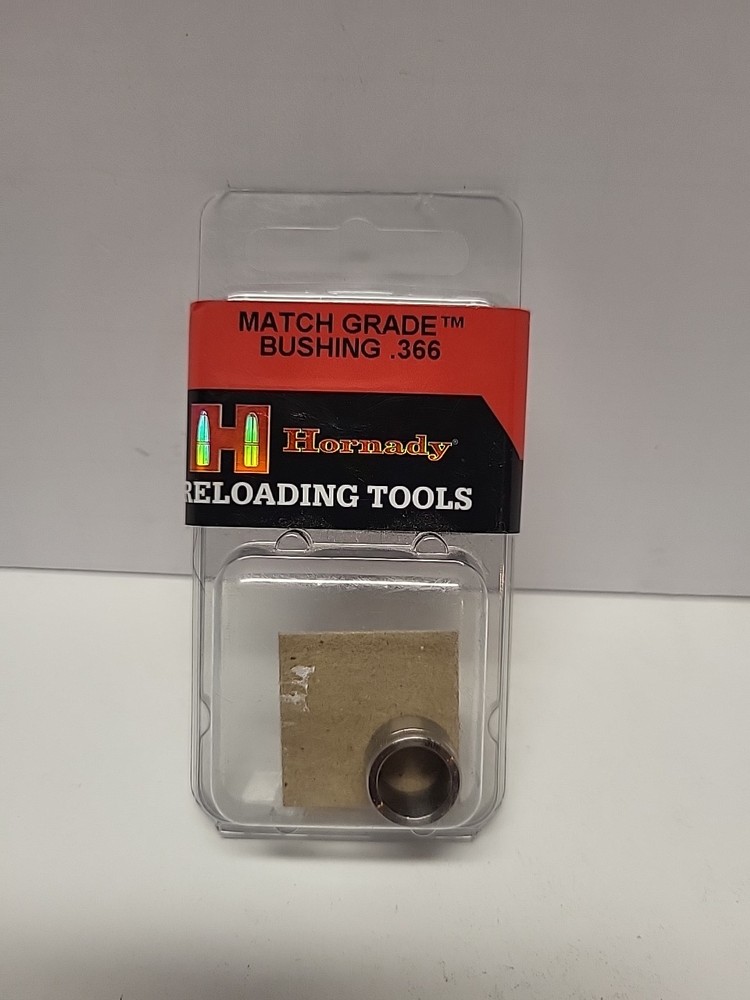 MATCH GRADE™
BUSHING .366
H Hornady®
RELOADING TOOLS